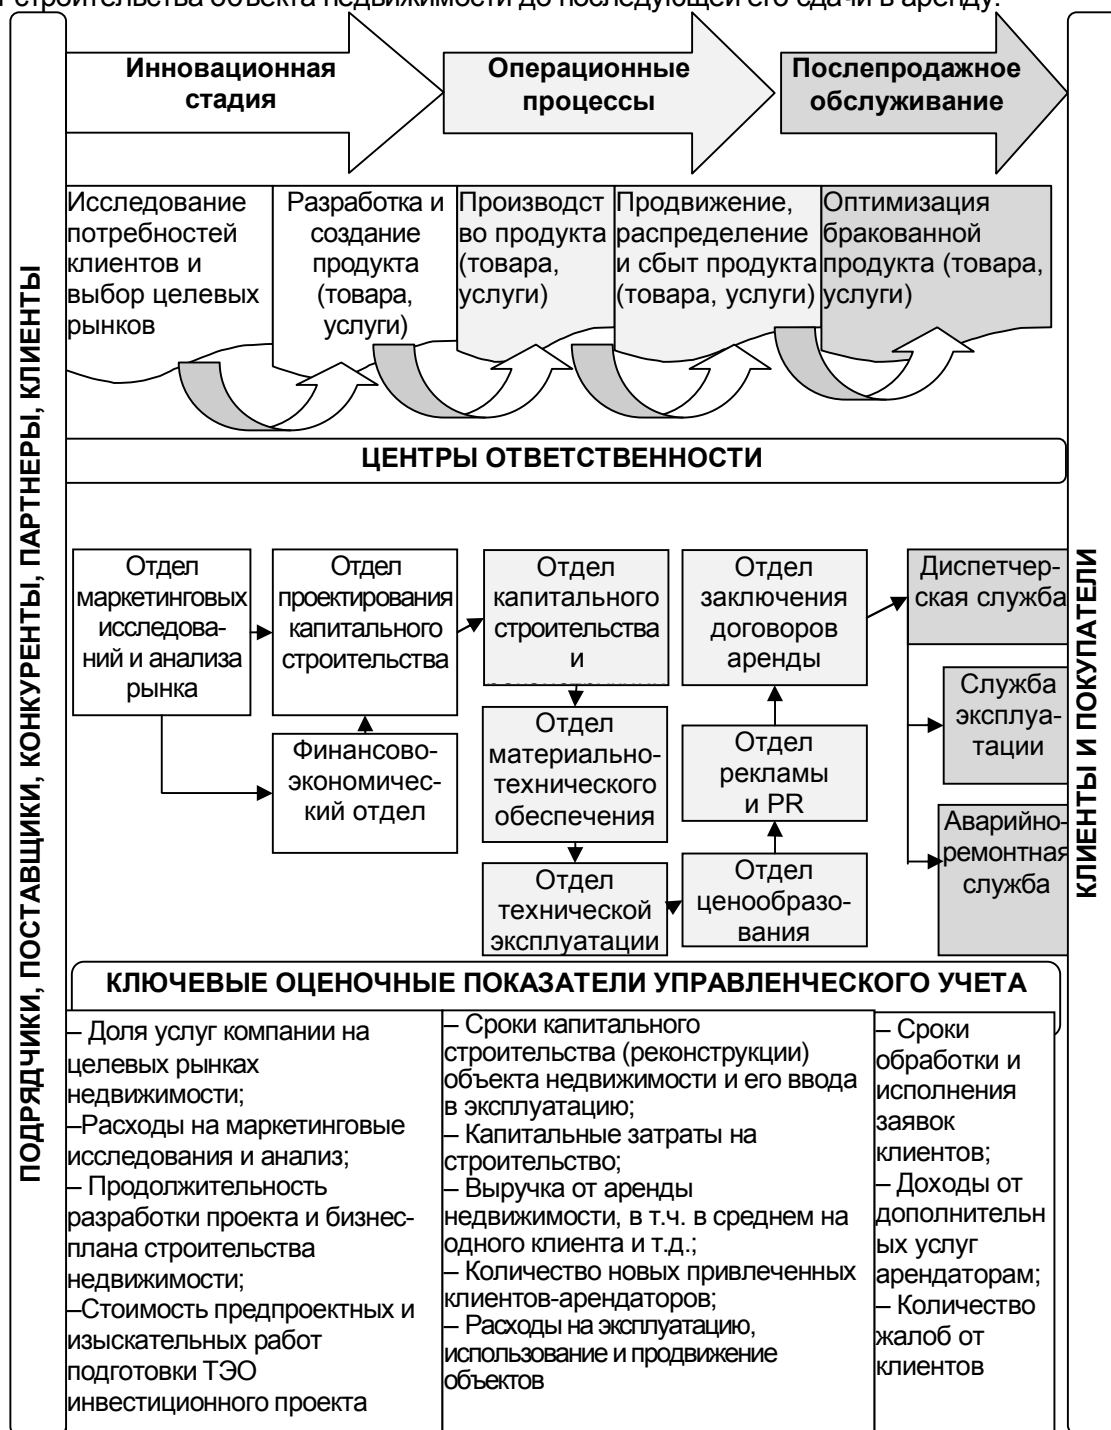 строительства объекта недвижимости до последующей его сдачи в аренду.
Инновационная
стадия
Операционные
процессы
Послепродажное
обслуживание
Исследование
потребностей
клиентов и
выбор целевых
рынков
Разработка и
создание
продукта
(товара,
услуги)
Производст
во продукта
(товара,
услуги)
Продвижение,
распределение
и сбыт продукта
(товара, услуги)
Оптимизация
бракованной
продукта (товара,
услуги)
ПОДРЯДЧИКИ, ПОСТАВЩИКИ, КОНКУРЕНТЫ, ПАРТНЕРЫ, КЛИЕНТЫ
КЛИЕНТЫ И ПОКУПАТЕЛИ
ЦЕНТРЫ ОТВЕТСТВЕННОСТИ
Отдел
маркетинговых
исследова-
ний и анализа
рынка
Отдел
проектирования
капитального
строительства
Финансово-
экономичес-
кий отдел
Отдел
капитального
строительства
и
Отдел
материально-
технического
обеспечения
Отдел
технической
эксплуатации
Отдел
заключения
договоров
аренды
Отдел
рекламы
и PR
Отдел
ценообразо-
вания
Диспетчер-
ская служба
Служба
эксплуа-
тации
Аварийно-
ремонтная
служба
КЛЮЧЕВЫЕ ОЦЕНОЧНЫЕ ПОКАЗАТЕЛИ УПРАВЛЕНЧЕСКОГО УЧЕТА
– Доля услуг компании на
целевых рынках
недвижимости;
–Расходы на маркетинговые
исследования и анализ;
– Продолжительность
разработки проекта и бизнес-
плана строительства
недвижимости;
–Стоимость предпроектных и
изыскательных работ
подготовки ТЭО
инвестиционного проекта
– Сроки капитального
строительства (реконструкции)
объекта недвижимости и его ввода
в эксплуатацию;
– Капитальные затраты на
строительство;
– Выручка от аренды
недвижимости, в т.ч. в среднем на
одного клиента и т.д.;
– Количество новых привлеченных
клиентов-арендаторов;
– Расходы на эксплуатацию,
использование и продвижение
объектов
– Сроки
обработки и
исполнения
заявок
клиентов;
– Доходы от
дополнительн
ых услуг
арендаторам;
– Количество
жалоб от
клиентов